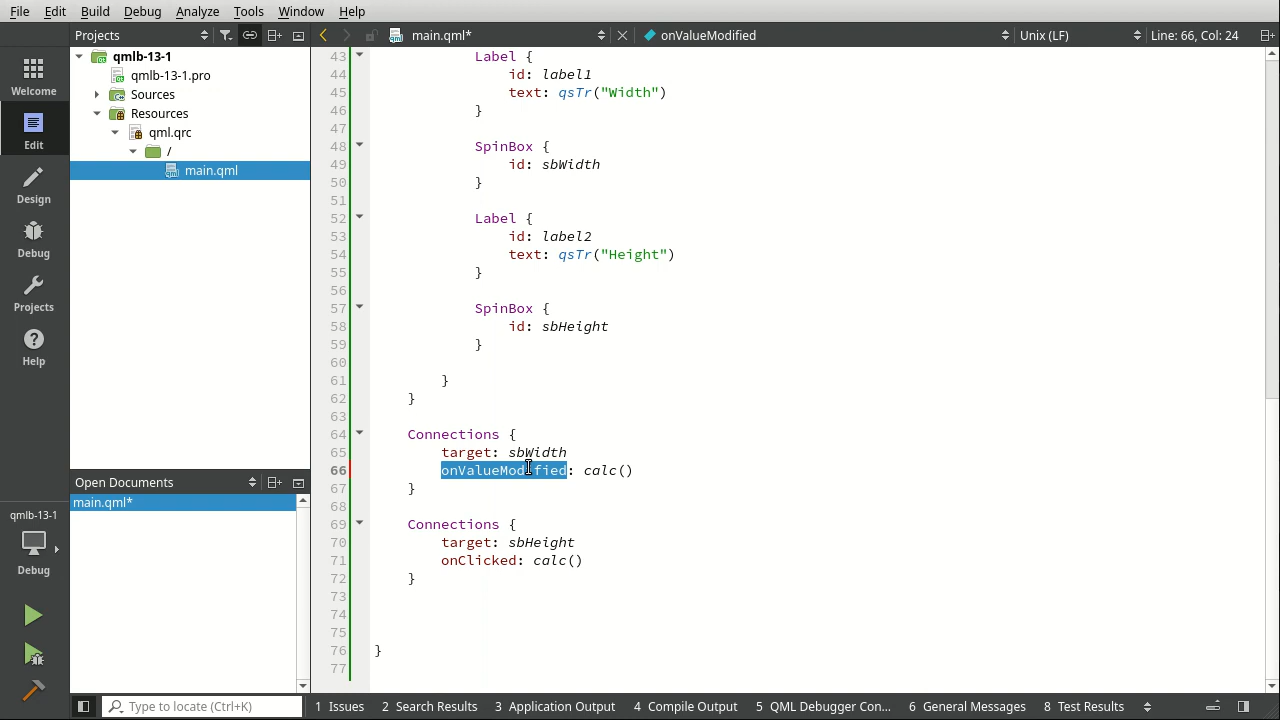 File Edit Build Debug Analyze Tools Window Help
Projects main.qml* onValueModified Unix (LF) Line: 66, Col: 24
Welcome
Edit
Design
Debug
Projects
Help
qmlb-13-1
Debug
qmlb-13-1
qmlb-13-1.pro
Sources
Resources
qml.qrc
/
main.qml
Open Documents
main.qml*
43 Label {
44 id: label1
45 text: qsTr("Width")
46 }
47
48 SpinBox {
49 id: sbWidth
50 }
51
52 Label {
53 id: label2
54 text: qsTr("Height")
55 }
56
57 SpinBox {
58 id: sbHeight
59 }
60
61 }
62 }
63
64 Connections {
65 target: sbWidth
66 onValueModified: calc()
67 }
68
69 Connections {
70 target: sbHeight
71 onClicked: calc()
72 }
73
74
75
76 }
77
Type to locate (Ctrl+K) 1 Issues 2 Search Results 3 Application Output 4 Compile Output 5 QML Debugger Con... 6 General Messages 8 Test Results